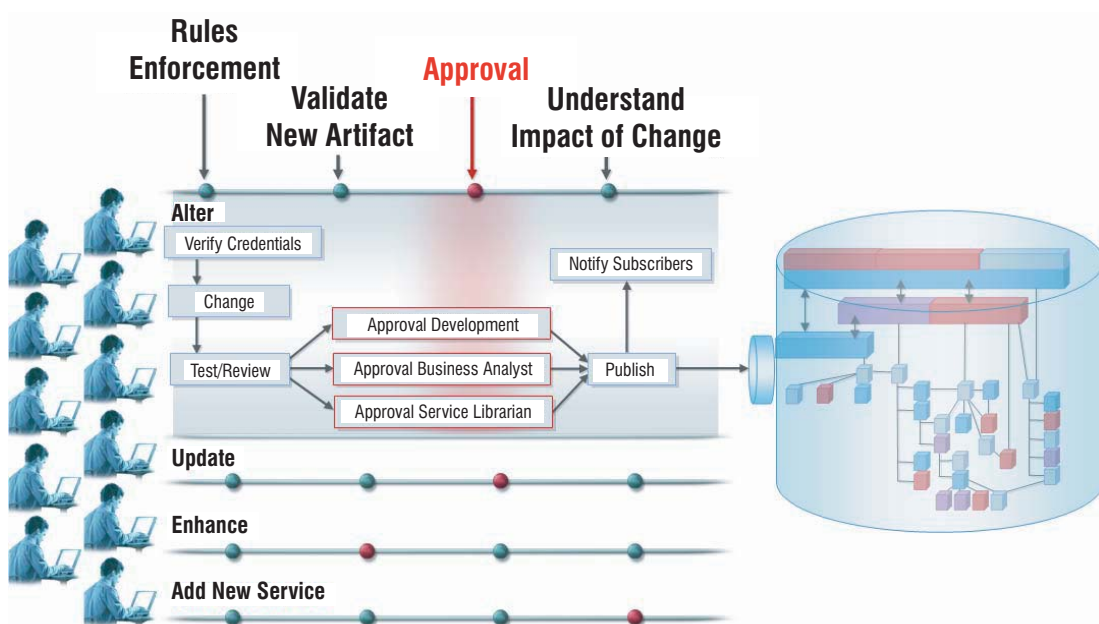 Rules
Enforcement
Validate
New Artifact
Approval
Understand
Impact of Change
Alter
Verify Credentials
Notify Subscribers
Change
Approval Development
Test/Review
Approval Business Analyst
Publish
Approval Service Librarian
Update
Enhance
Add New Service